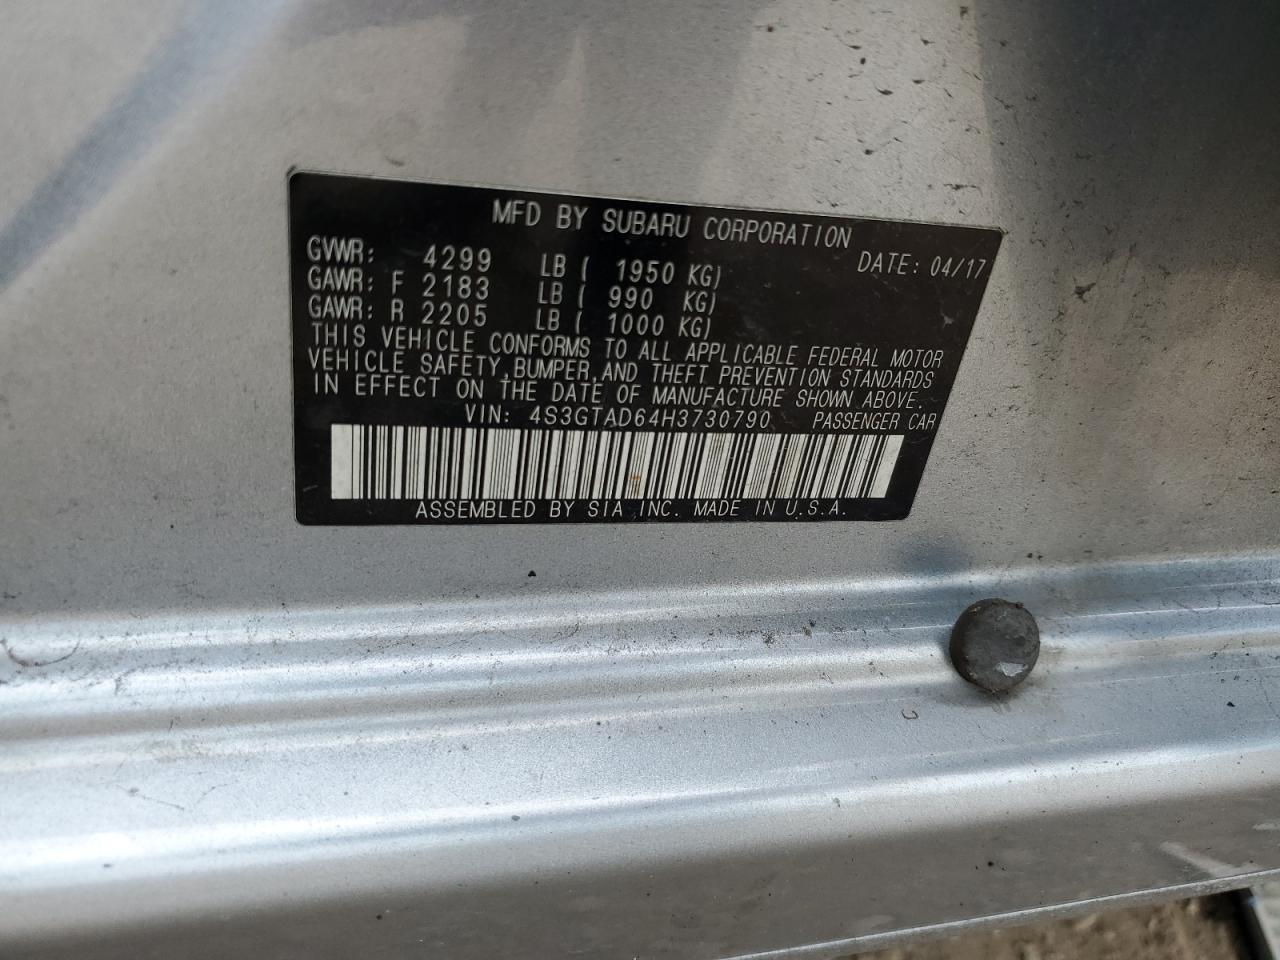 MFD BY SUBARU CORPORATION
GVWR: 4299 LB ( 1950 KG) DATE: 04/17
GAWR: F 2183 LB ( 990 KG)
GAWR: R 2205 LB ( 1000 KG)
THIS VEHICLE CONFORMS TO ALL APPLICABLE FEDERAL MOTOR
VEHICLE SAFETY, BUMPER, AND THEFT PREVENTION STANDARDS
IN EFFECT ON THE DATE OF MANUFACTURE SHOWN ABOVE.
VIN: 4S3GTAD64H3730790 PASSENGER CAR
ASSEMBLED BY SIA INC. MADE IN U.S.A.